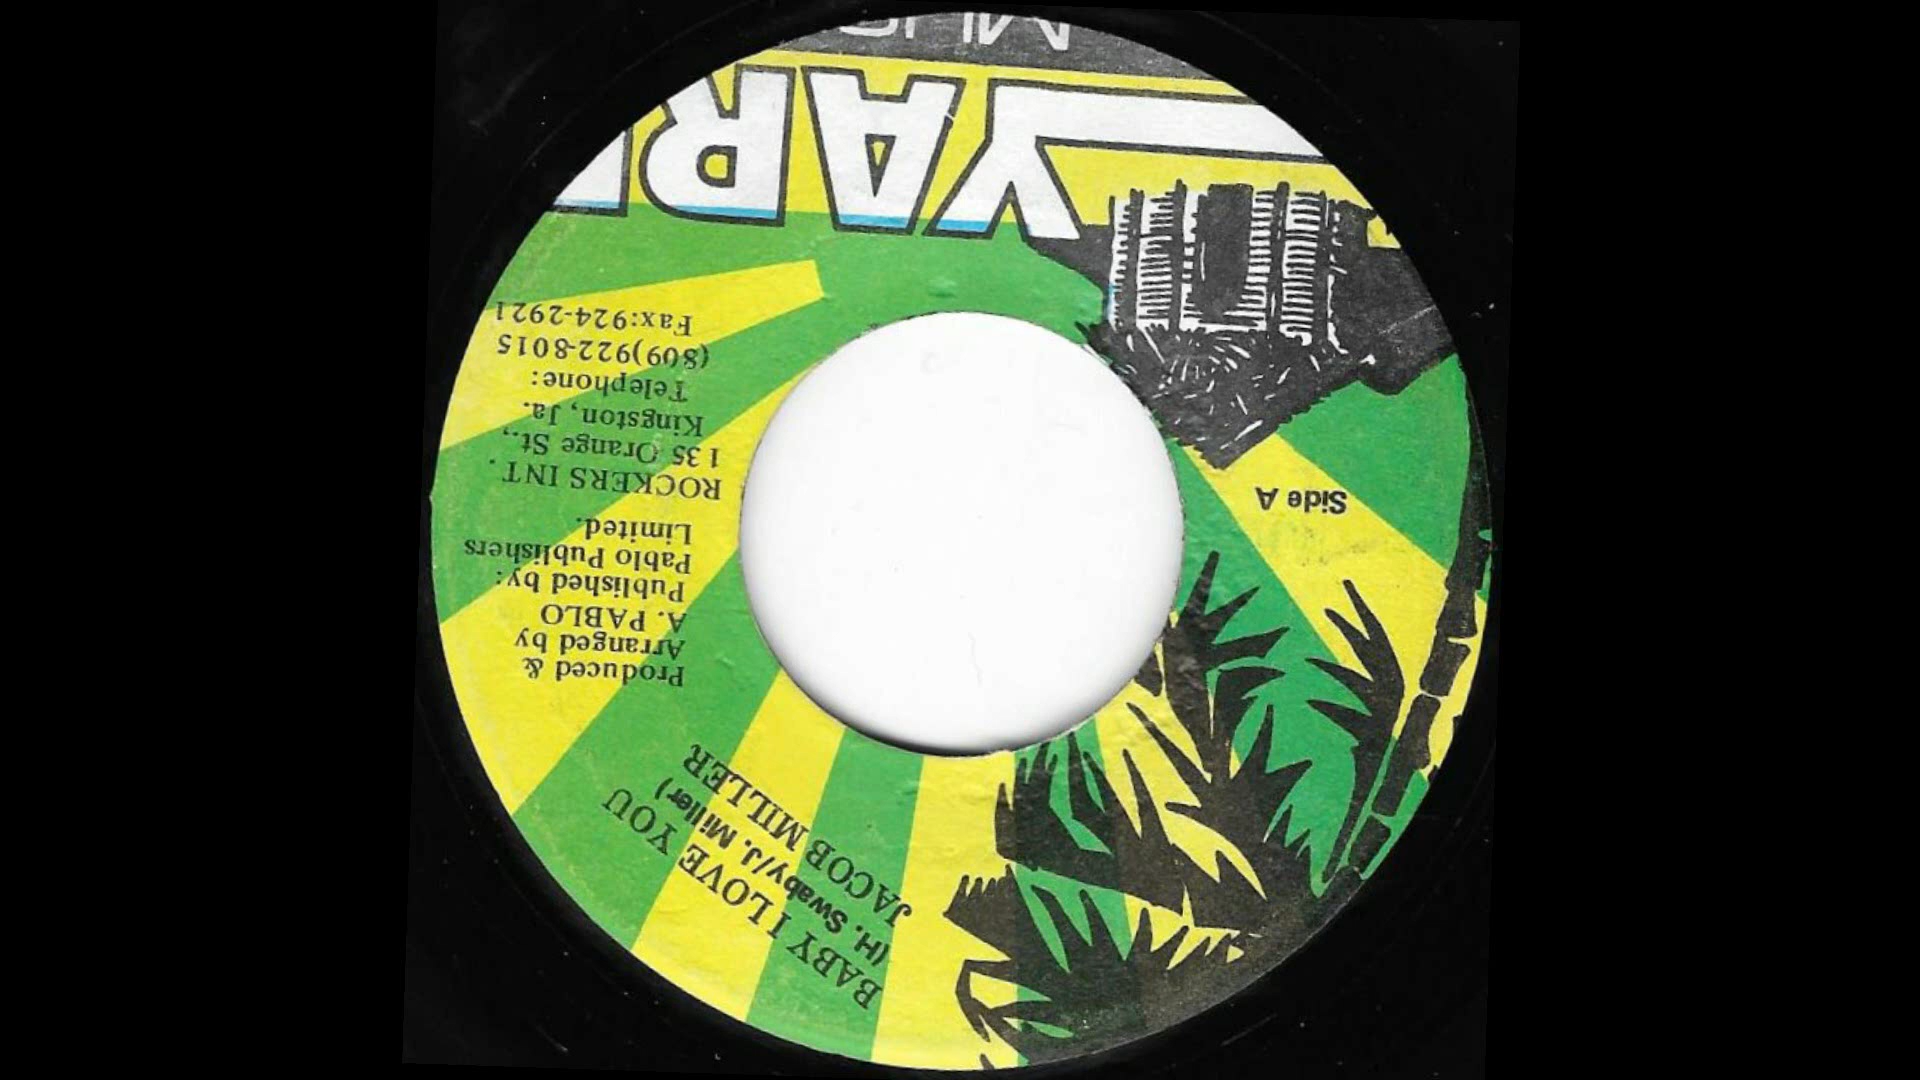 BABY I LOVE YOU
(H. Swaby/J. Miller)
JACOB MILLER
Produced &
Arranged by
A. PABLO
Published by:
Pablo Publishers
Limited.
ROCKERS INT.
135 Orange St.,
Kingston, Ja.
Telephone:
(809)922-8015
Fax:924-2921
Side A
YAR